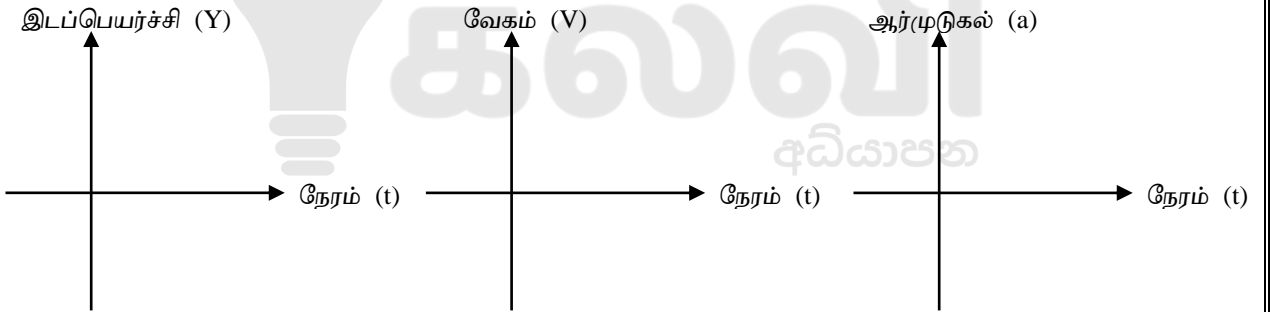 இடப்பெயர்ச்சி (Y) வேகம் (V) ஆர்முடுகல் (a)
கல்வி
අධ්‍යාපන
நேரம் (t) நேரம் (t) நேரம் (t)